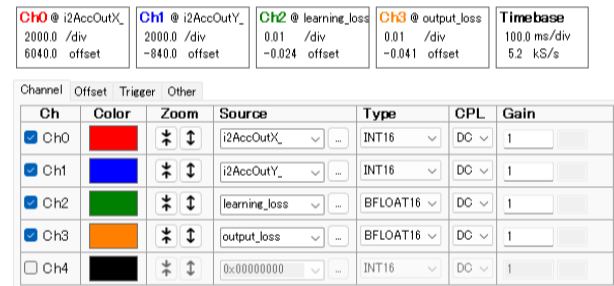 Ch0 @ i2AccOutX_ Ch1 @ i2AccOutY_ Ch2 @ learning_loss Ch3 @ output_loss Timebase
2000.0 /div 2000.0 /div 0.01 /div 0.01 /div 100.0 ms/div
6040.0 offset -840.0 offset -0.024 offset -0.041 offset 5.2 kS/s
Channel Offset Trigger Other
Ch Color Zoom Source Type CPL Gain
Ch0 i2AccOutX_ ... INT16 DC 1
Ch1 i2AccOutY_ ... INT16 DC 1
Ch2 learning_loss ... BFLOAT16 DC 1
Ch3 output_loss ... BFLOAT16 DC 1
Ch4 0x00000000 ... INT16 DC 1